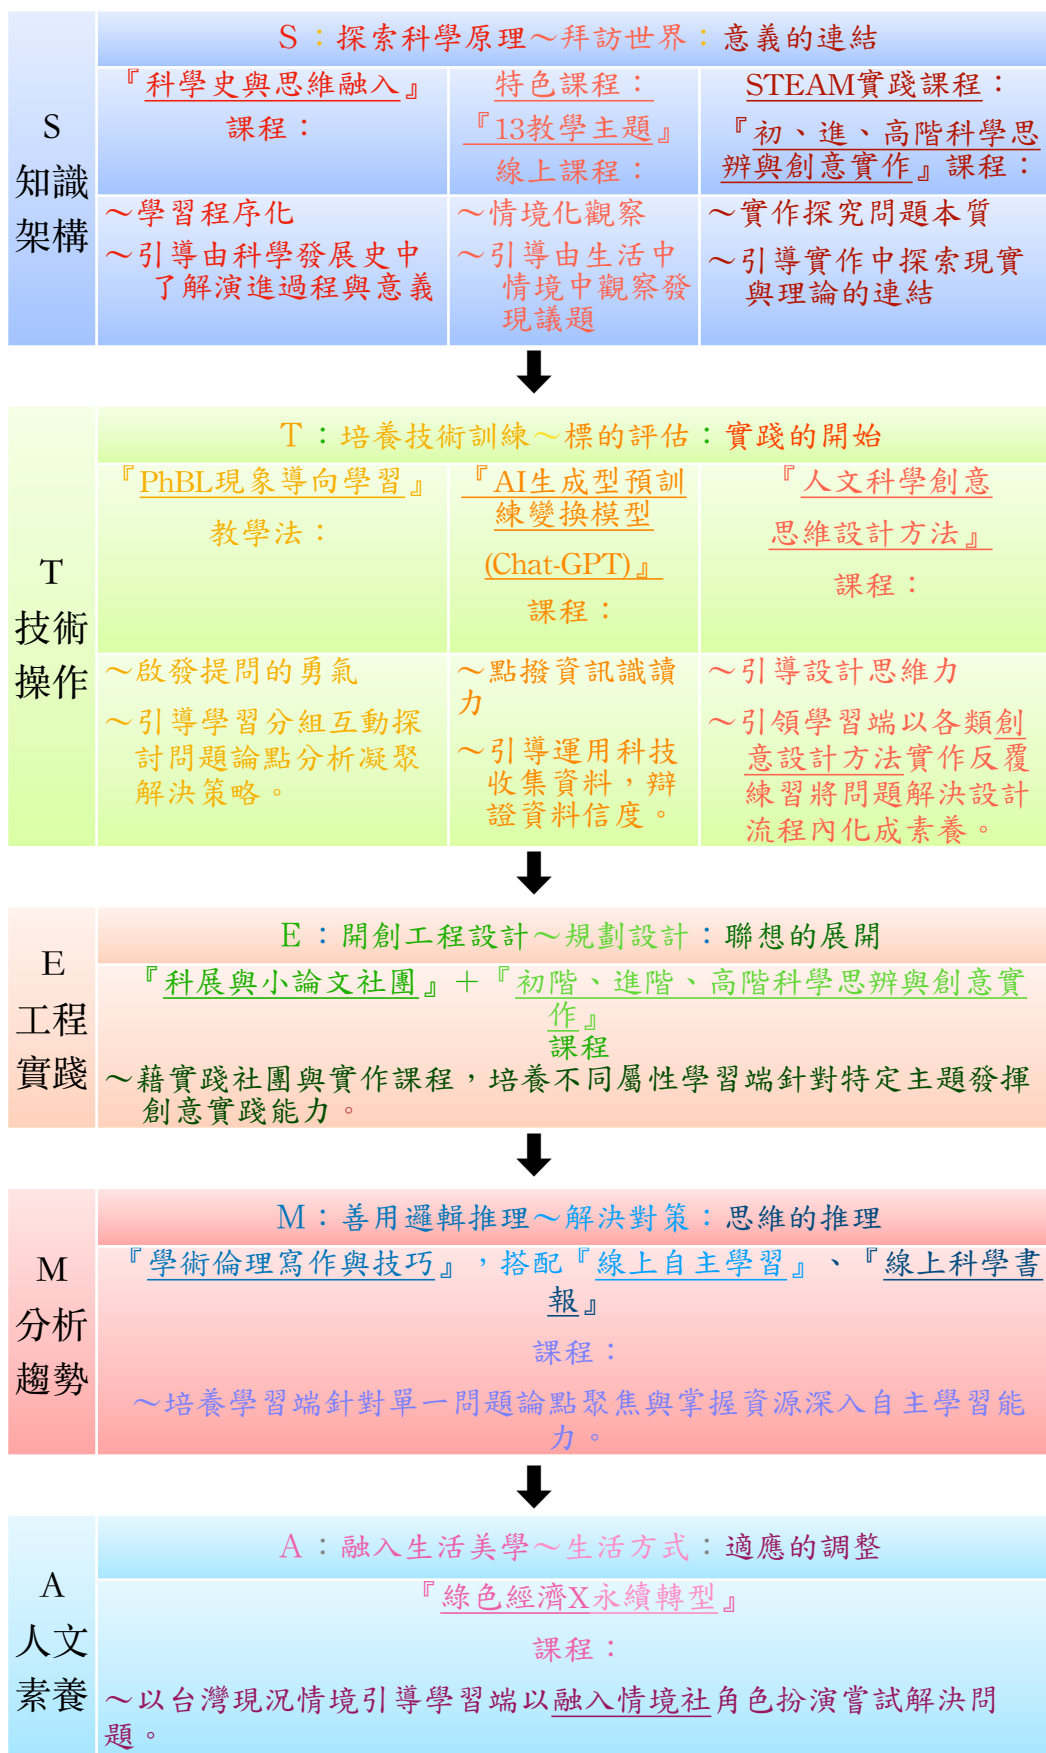 S：探索科學原理～拜訪世界：意義的連結
S
知識
架構
『科學史與思維融入』
課程：
特色課程：
『13教學主題』
線上課程：
STEAM實踐課程：
『初、進、高階科學思
辨與創意實作』課程：
～學習程序化
～引導由科學發展史中
了解演進過程與意義
～情境化觀察
～引導由生活中
情境中觀察發
現議題
～實作探究問題本質
～引導實作中探索現實
與理論的連結
T：培養技術訓練～標的評估：實踐的開始
T
技術
操作
『PhBL現象導向學習』
教學法：
『AI生成型預訓
練變換模型
(Chat-GPT)』
課程：
『人文科學創意
思維設計方法』
課程：
～啟發提問的勇氣
～引導學習分組互動探
討問題論點分析凝聚
解決策略。
～點撥資訊識讀
力
～引導運用科技
收集資料，辯
證資料信度。
～引導設計思維力
～引領學習端以各類創
意設計方法實作反覆
練習將問題解決設計
流程內化成素養。
E：開創工程設計～規劃設計：聯想的展開
E
工程
實踐
『科展與小論文社團』＋『初階、進階、高階科學思辨與創意實
作』
課程
～藉實踐社團與實作課程，培養不同屬性學習端針對特定主題發揮
創意實踐能力。
M：善用邏輯推理～解決對策：思維的推理
M
分析
趨勢
『學術倫理寫作與技巧』，搭配『線上自主學習』、『線上科學書
報』
課程：
～培養學習端針對單一問題論點聚焦與掌握資源深入自主學習能
力。
A：融入生活美學～生活方式：適應的調整
A
人文
素養
『綠色經濟X永續轉型』
課程：
～以台灣現況情境引導學習端以融入情境社角色扮演嘗試解決問
題。